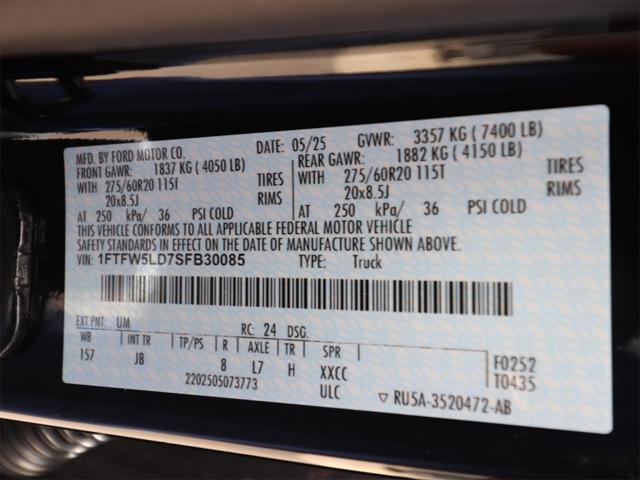 MFD. BY FORD MOTOR CO. DATE: 05/25 GVWR: 3357 KG ( 7400 LB)
FRONT GAWR: 1837 KG ( 4050 LB) REAR GAWR: 1882 KG ( 4150 LB)
WITH 275/60R20 115T TIRES WITH 275/60R20 115T TIRES
20x8.5J RIMS 20x8.5J RIMS
AT 250 kPa/ 36 PSI COLD AT 250 kPa/ 36 PSI COLD
THIS VEHICLE CONFORMS TO ALL APPLICABLE FEDERAL MOTOR VEHICLE
SAFETY STANDARDS IN EFFECT ON THE DATE OF MANUFACTURE SHOWN ABOVE.
VIN: 1FTFW5LD7SFB30085 TYPE: Truck
EXT PNT: UM RC: 24 DSG:
WB INT TR TP/PS R AXLE TR SPR F0252
157 JB 8 L7 H XXCC T0435
2202505073773 ULC ▽ RU5A-3520472-AB